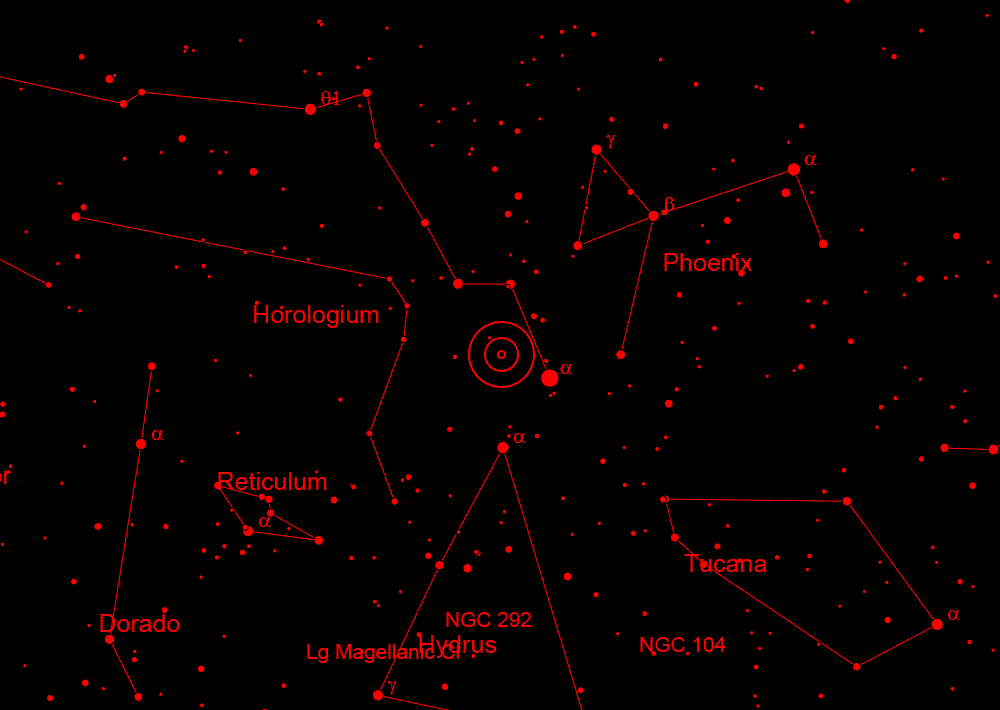 θ1
γ
α
β
Phoenix
Horologium
α
α
α
or
Reticulum
α
Tucana
Dorado
NGC 292
α
Hydrus
NGC 104
Lg Magellanic Cl
γ